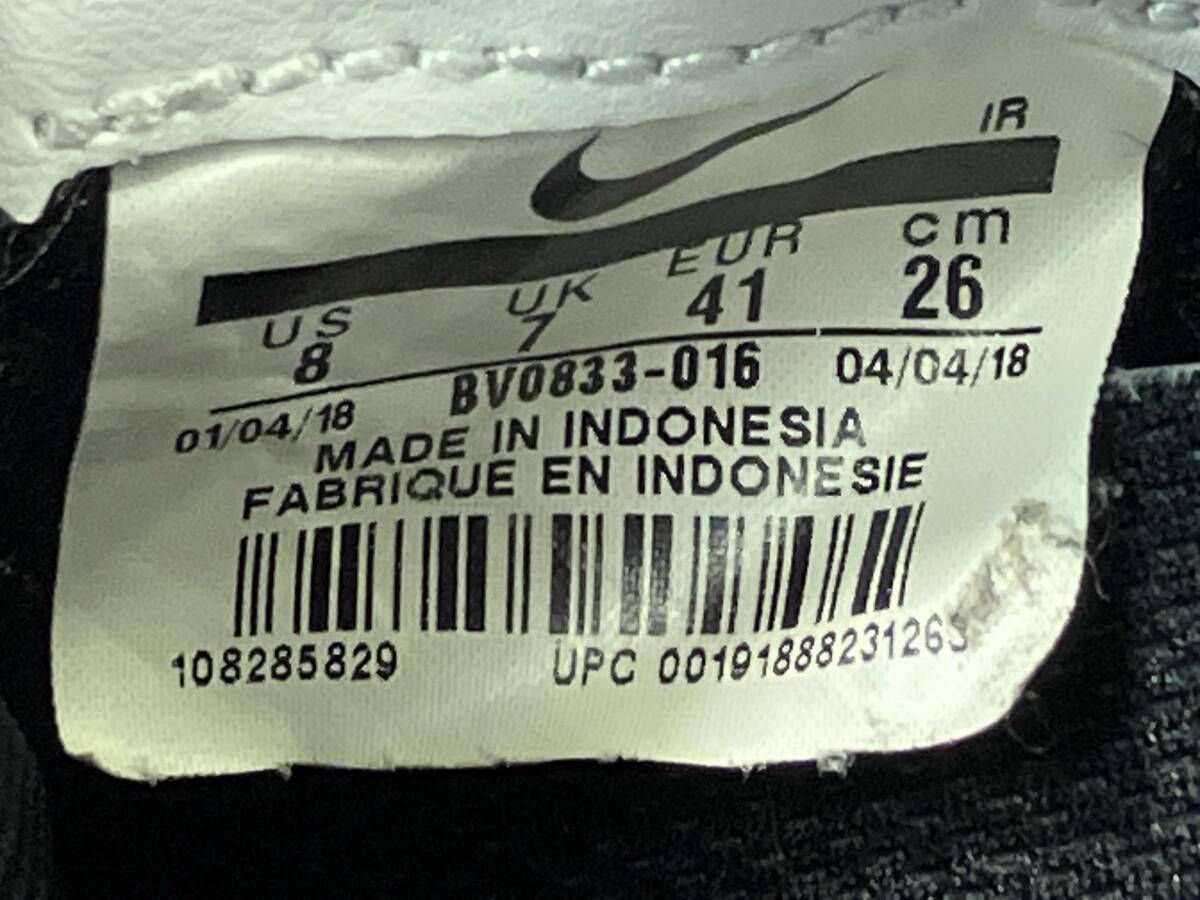 IR
US UK EUR cm
8 7 41 26
01/04/18 BV0833-016 04/04/18
MADE IN INDONESIA
FABRIQUE EN INDONESIE
108285829 UPC